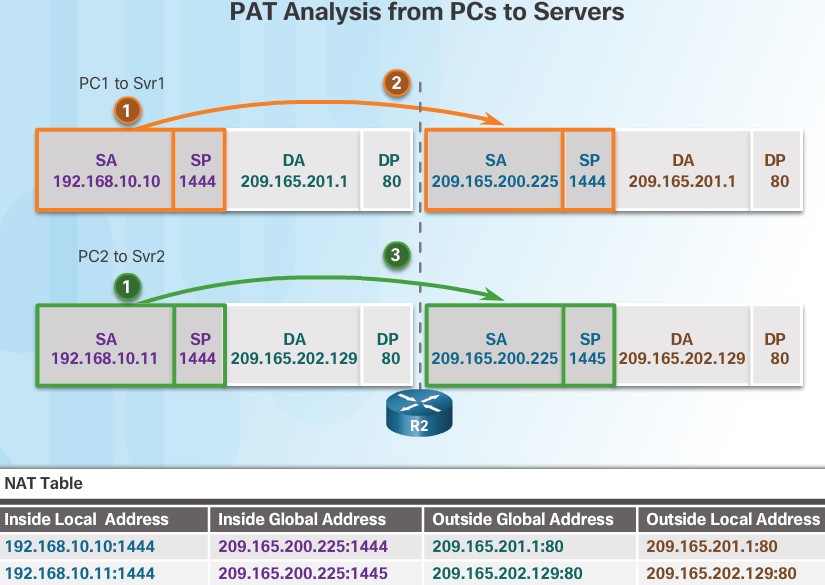 PAT Analysis from PCs to Servers
PC1 to Svr1
1
2
SA
192.168.10.10
SP
1444
DA
209.165.201.1
DP
80
SA
209.165.200.225
SP
1444
DA
209.165.201.1
DP
80
PC2 to Svr2
1
3
SA
192.168.10.11
SP
1444
DA
209.165.202.129
DP
80
SA
209.165.200.225
SP
1445
DA
209.165.202.129
DP
80
R2
NAT Table
Inside Local Address Inside Global Address Outside Global Address Outside Local Address
192.168.10.10:1444 209.165.200.225:1444 209.165.201.1:80 209.165.201.1:80
192.168.10.11:1444 209.165.200.225:1445 209.165.202.129:80 209.165.202.129:80